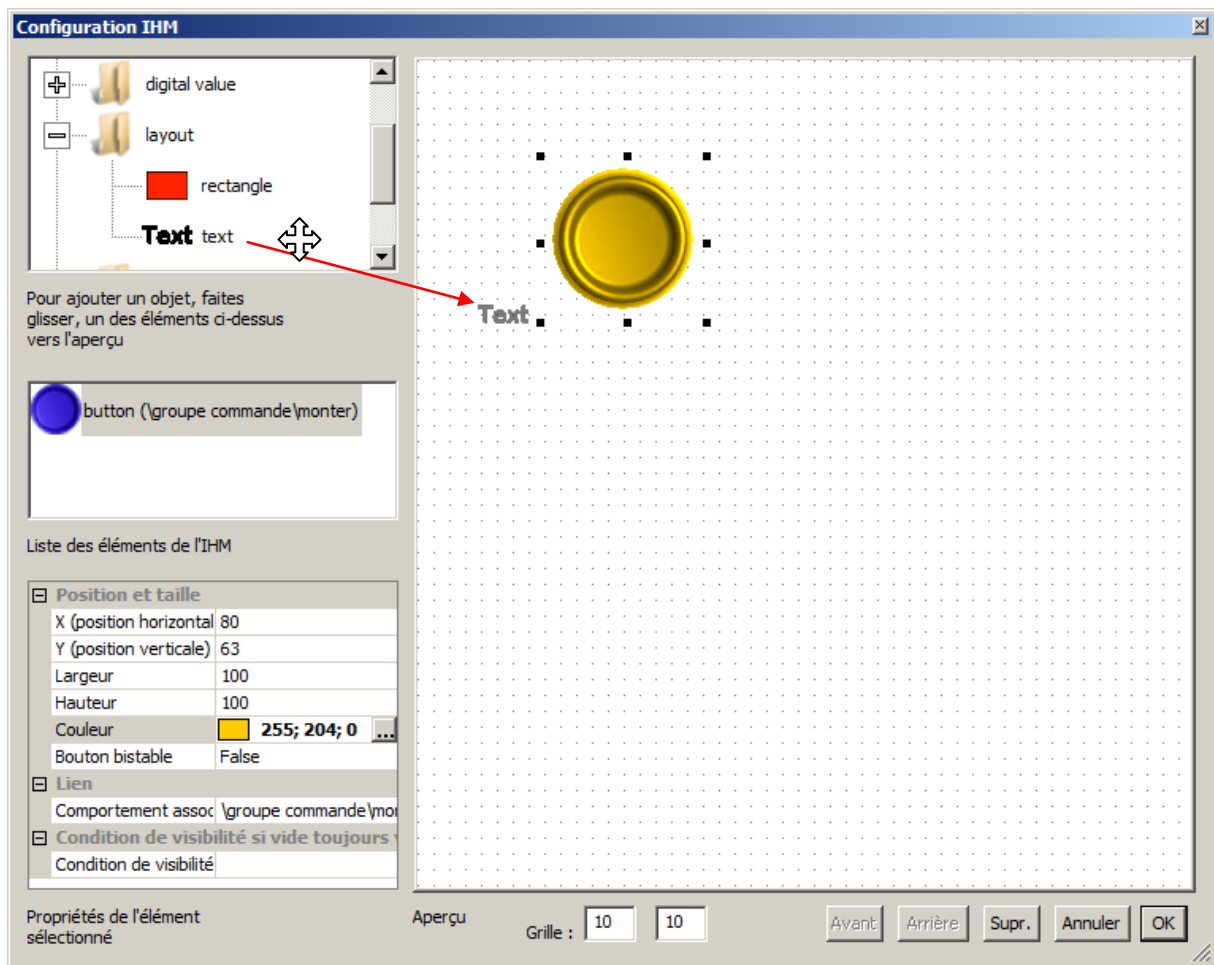 Configuration IHM
digital value
layout
rectangle
Text text
Text
Pour ajouter un objet, faites
glisser, un des éléments ci-dessus
vers l'aperçu
button (\groupe commande\monter)
Liste des éléments de l'IHM
Position et taille
X (position horizontal 80
Y (position verticale) 63
Largeur 100
Hauteur 100
Couleur 255; 204; 0 ...
Bouton bistable False
Lien
Comportement assoc \groupe commande\mon
Condition de visibilité si vide toujours v
Condition de visibilité
Propriétés de l'élément
sélectionné
Aperçu
Grille : 10 10
Avant Arrière Supr. Annuler OK